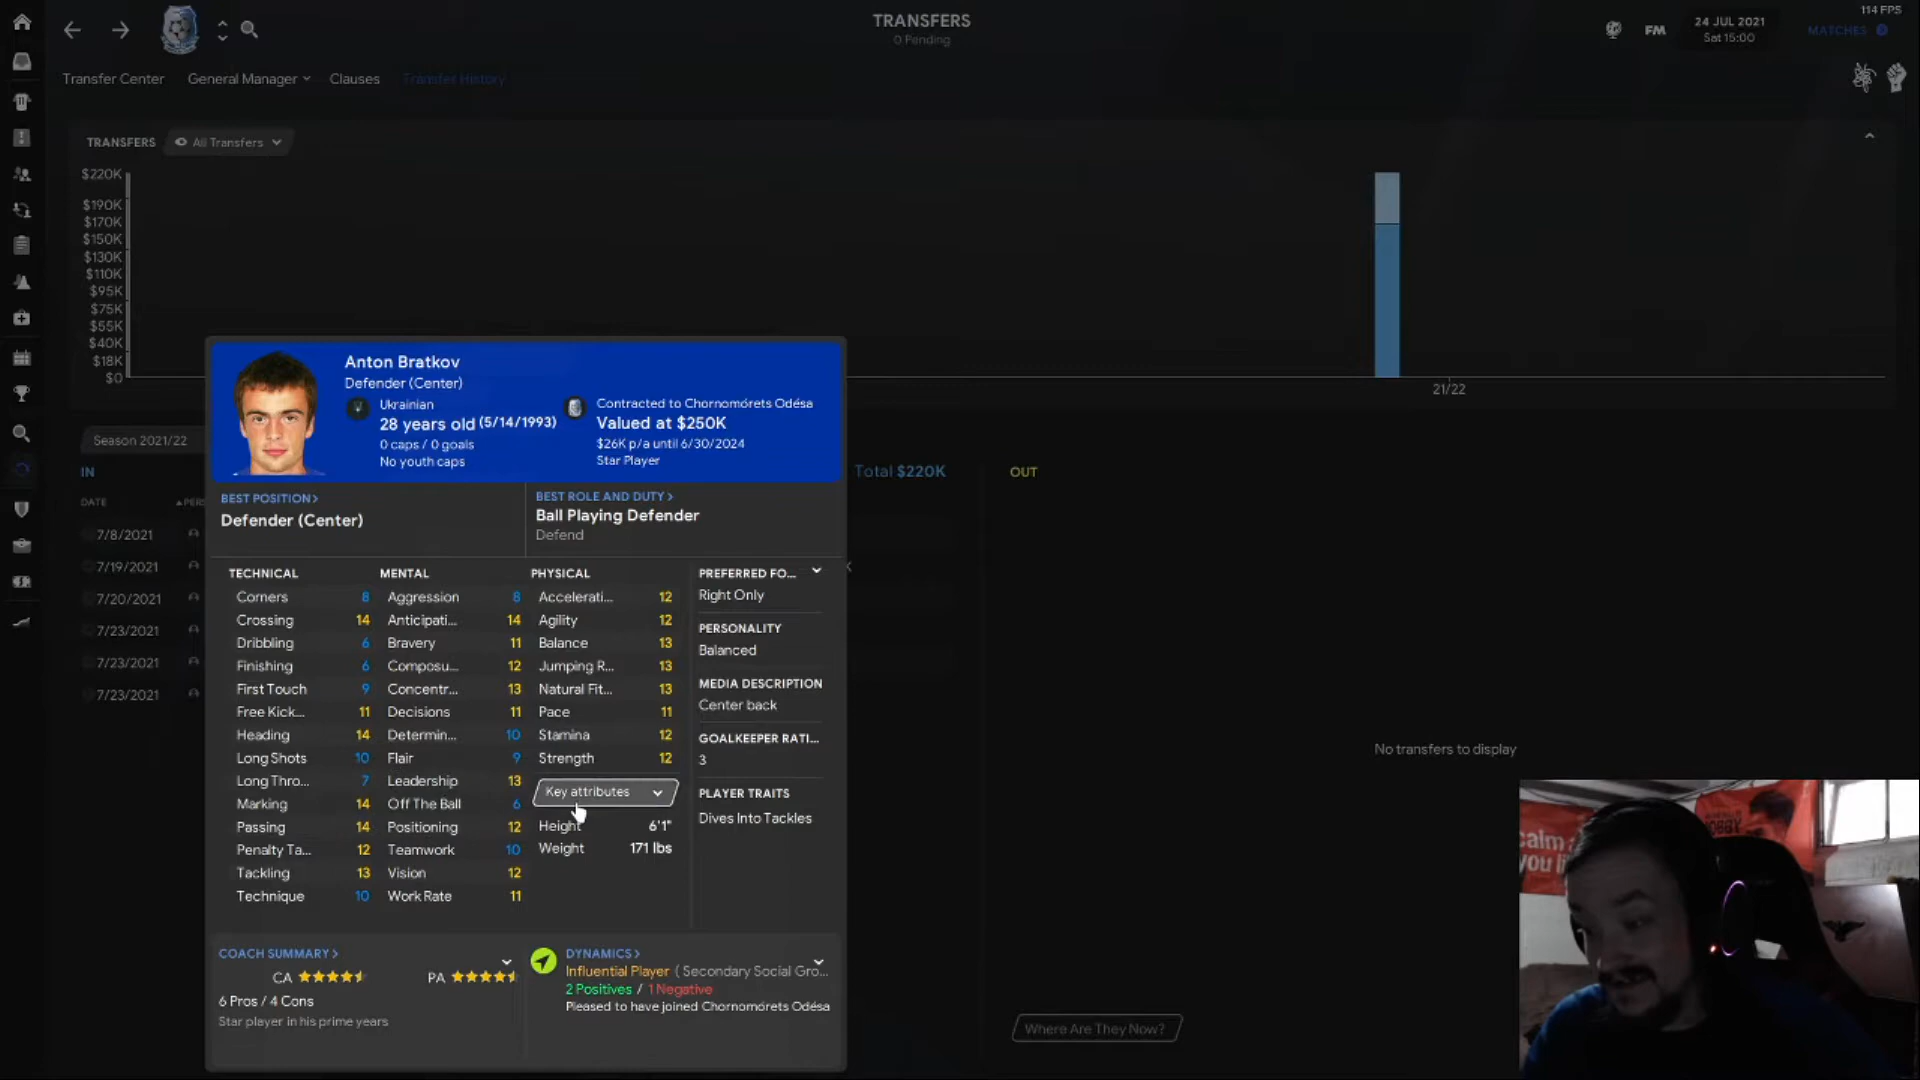 114 FPS
TRANSFERS
0 Pending
FM
24 JUL 2021
Sat 15:00
MATCHES
Transfer Center
General Manager
Clauses
Transfer History
TRANSFERS
All Transfers
$220K
$190K
$170K
$150K
$130K
$110K
$95K
$75K
$55K
$40K
$18K
$0
21/22
Season 2021/22
IN
Total $220K
OUT
DATE
PERS
7/8/2021
7/19/2021
7/20/2021
7/23/2021
7/23/2021
7/23/2021
K
No transfers to display
Where Are They Now?
Anton Bratkov
Defender (Center)
Ukrainian
28 years old (5/14/1993)
0 caps / 0 goals
No youth caps
Contracted to Chornomórets Odésa
Valued at $250K
$26K p/a until 6/30/2024
Star Player
BEST POSITION>
Defender (Center)
BEST ROLE AND DUTY >
Ball Playing Defender
Defend
TECHNICAL
Corners 8
Crossing 14
Dribbling 6
Finishing 6
First Touch 9
Free Kick... 11
Heading 14
Long Shots 10
Long Thro... 7
Marking 14
Passing 14
Penalty Ta... 12
Tackling 13
Technique 10
MENTAL
Aggression 8
Anticipati... 14
Bravery 11
Composu... 12
Concentr... 13
Decisions 11
Determin... 10
Flair 9
Leadership 13
Off The Ball 6
Positioning 12
Teamwork 10
Vision 12
Work Rate 11
PHYSICAL
Accelerati... 12
Agility 12
Balance 13
Jumping R... 13
Natural Fit... 13
Pace 11
Stamina 12
Strength 12
Key attributes
Height 6'1"
Weight 171 lbs
PREFERRED FO...
Right Only
PERSONALITY
Balanced
MEDIA DESCRIPTION
Center back
GOALKEEPER RATI...
3
PLAYER TRAITS
Dives Into Tackles
COACH SUMMARY >
CA
PA
6 Pros / 4 Cons
Star player in his prime years
DYNAMICS >
Influential Player ( Secondary Social Gro...
2 Positives / 1 Negative
Pleased to have joined Chornomórets Odésa